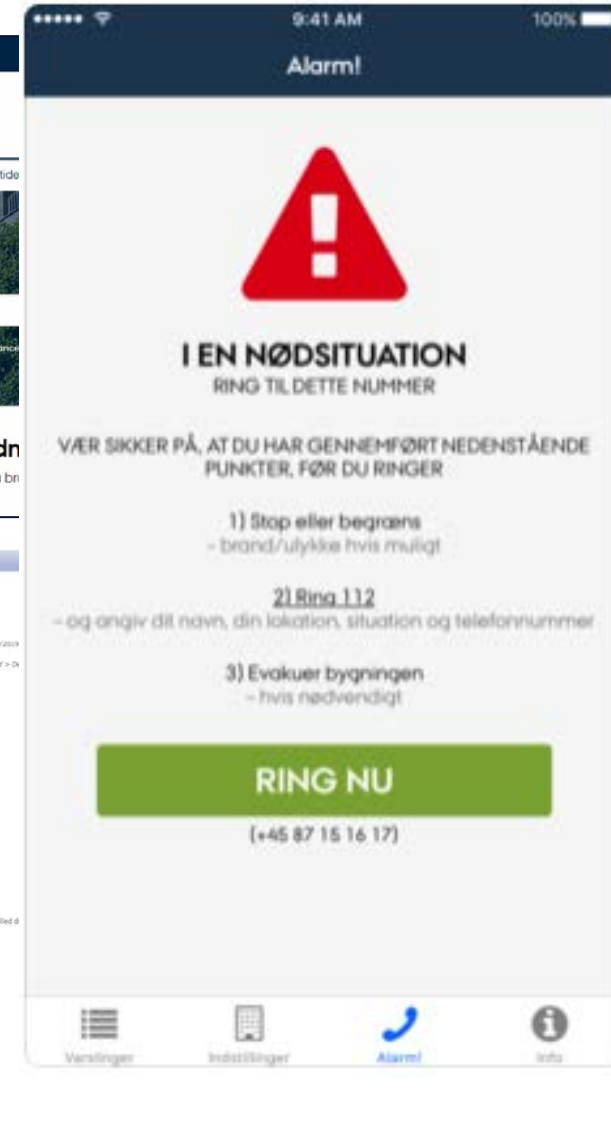 9:41 AM
100%
Alarm!
I EN NØDSITUATION
RING TIL DETTE NUMMER
VÆR SIKKER PÅ, AT DU HAR GENNEMFØRT NEDENSTÅENDE
PUNKTER, FØR DU RINGER
1) Stop eller begræns
- brand/ulykke hvis muligt
2) Ring 112
- og angiv dit navn, din lokation, situation og telefonnummer
3) Evakuer bygningen
- hvis nødvendigt
RING NU
(+45 87 15 16 17)
Varslinger
Indstillinger
Alarm!
Info